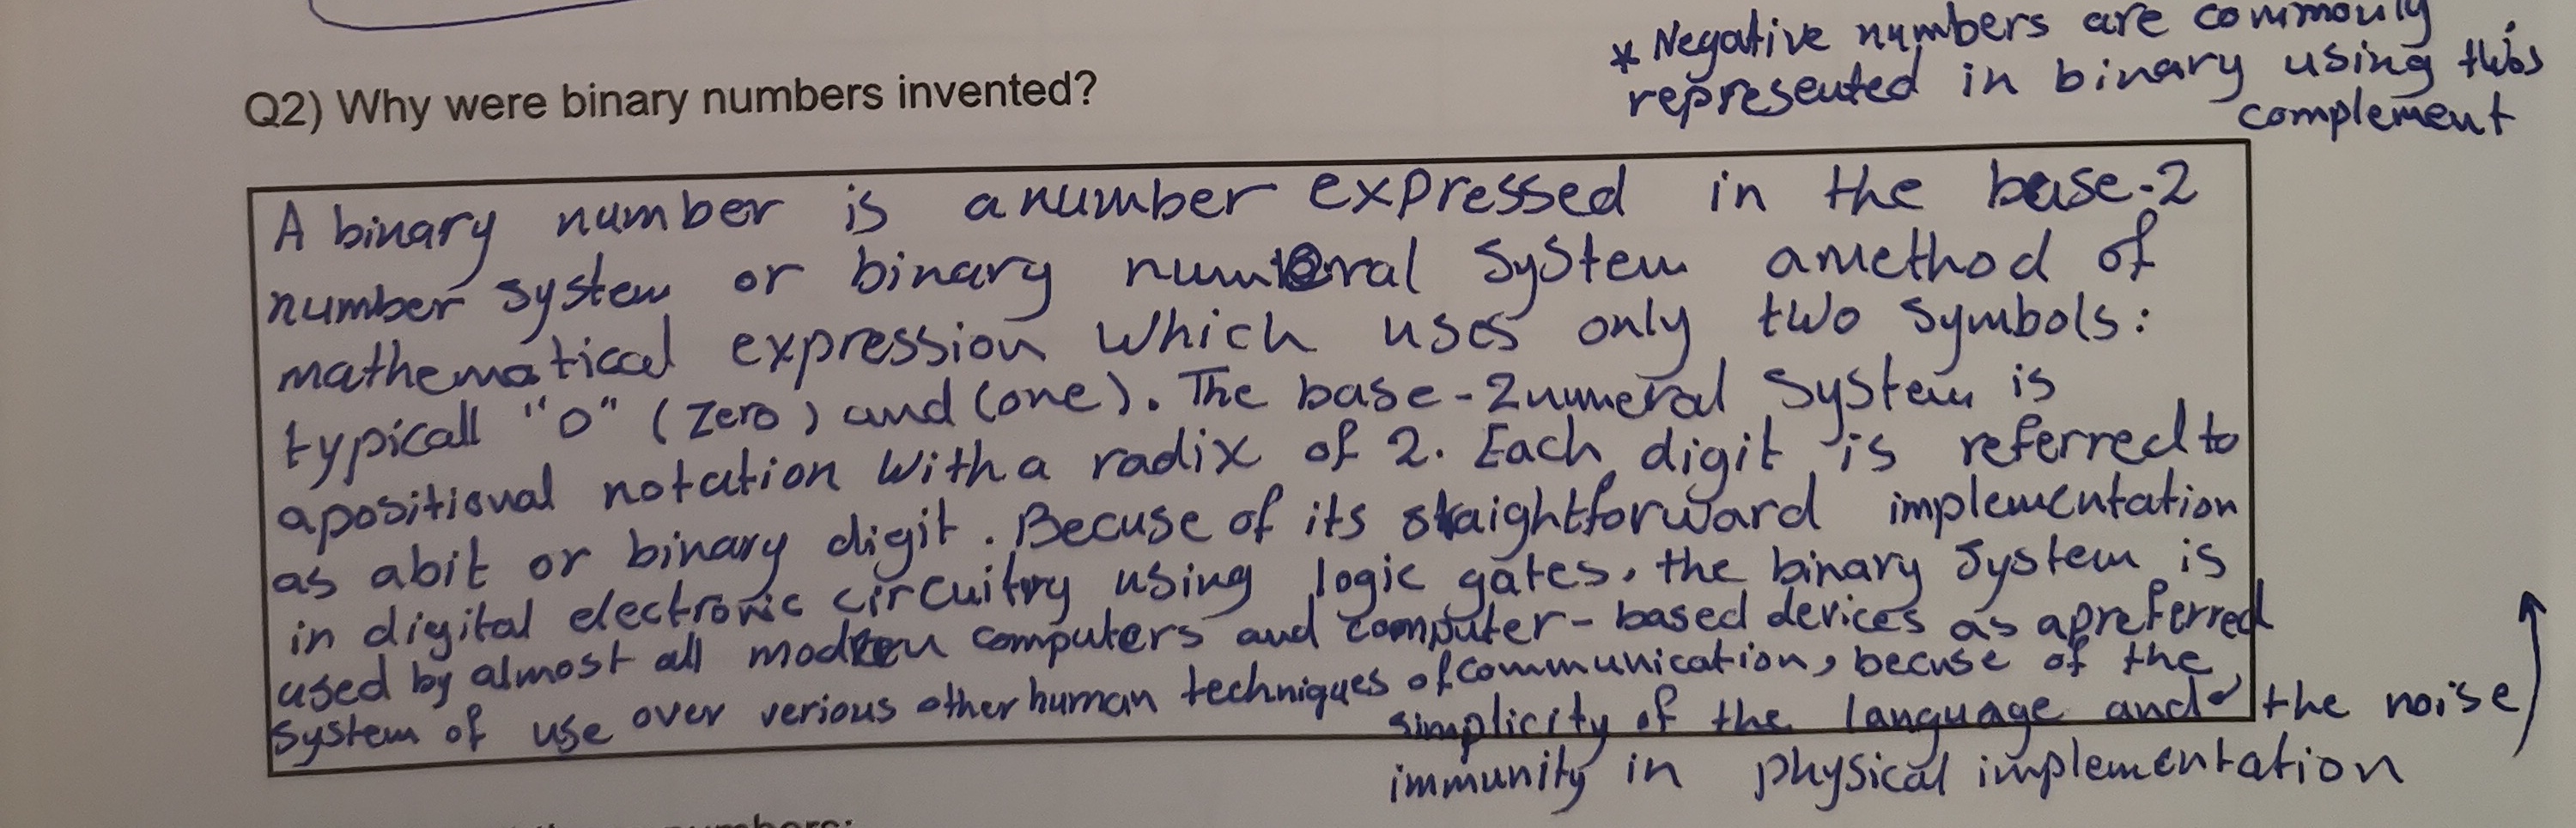 * Negative numbers are commonly
represented in binary using two's
complement
Q2) Why were binary numbers invented?
A binary number is a number expressed in the base-2
number system or binary numeral system a method of
mathematical expression which uses only two symbols:
typicall "0" (zero) and (one). The base-2 numeral system is
a positional notation with a radix of 2. Each digit is referred to
as a bit or binary digit. Becuse of its straightforward implementation
in digital electronic circuitry using logic gates, the binary system is
used by almost all modern computers and computer-based devices as a preferred
system of use over verious other human techniques of communication, becuse of the
simplicity of the language and the noise
immunity in physical implementation